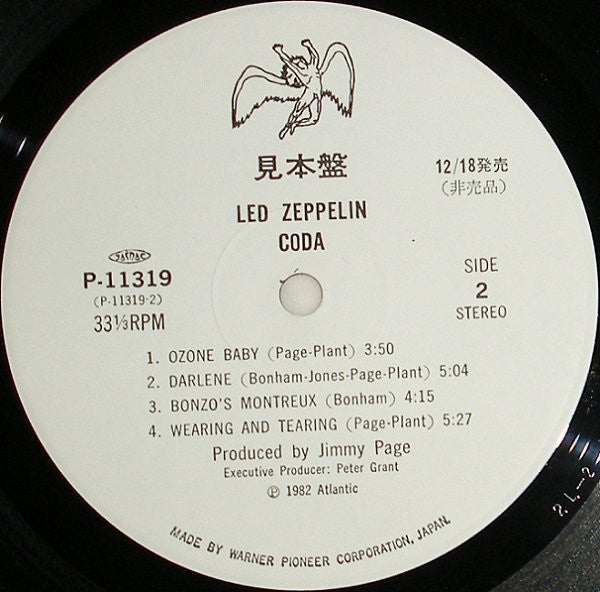 見本盤
12/18発売
(非売品)
LED ZEPPELIN
CODA
JASRAC
P-11319
(P-11319-2)
33⅓RPM
SIDE
2
STEREO
1. OZONE BABY (Page-Plant) 3:50
2. DARLENE (Bonham-Jones-Page-Plant) 5:04
3. BONZO'S MONTREUX (Bonham) 4:15
4. WEARING AND TEARING (Page-Plant) 5:27
Produced by Jimmy Page
Executive Producer: Peter Grant
℗ 1982 Atlantic
MADE BY WARNER PIONEER CORPORATION, JAPAN.